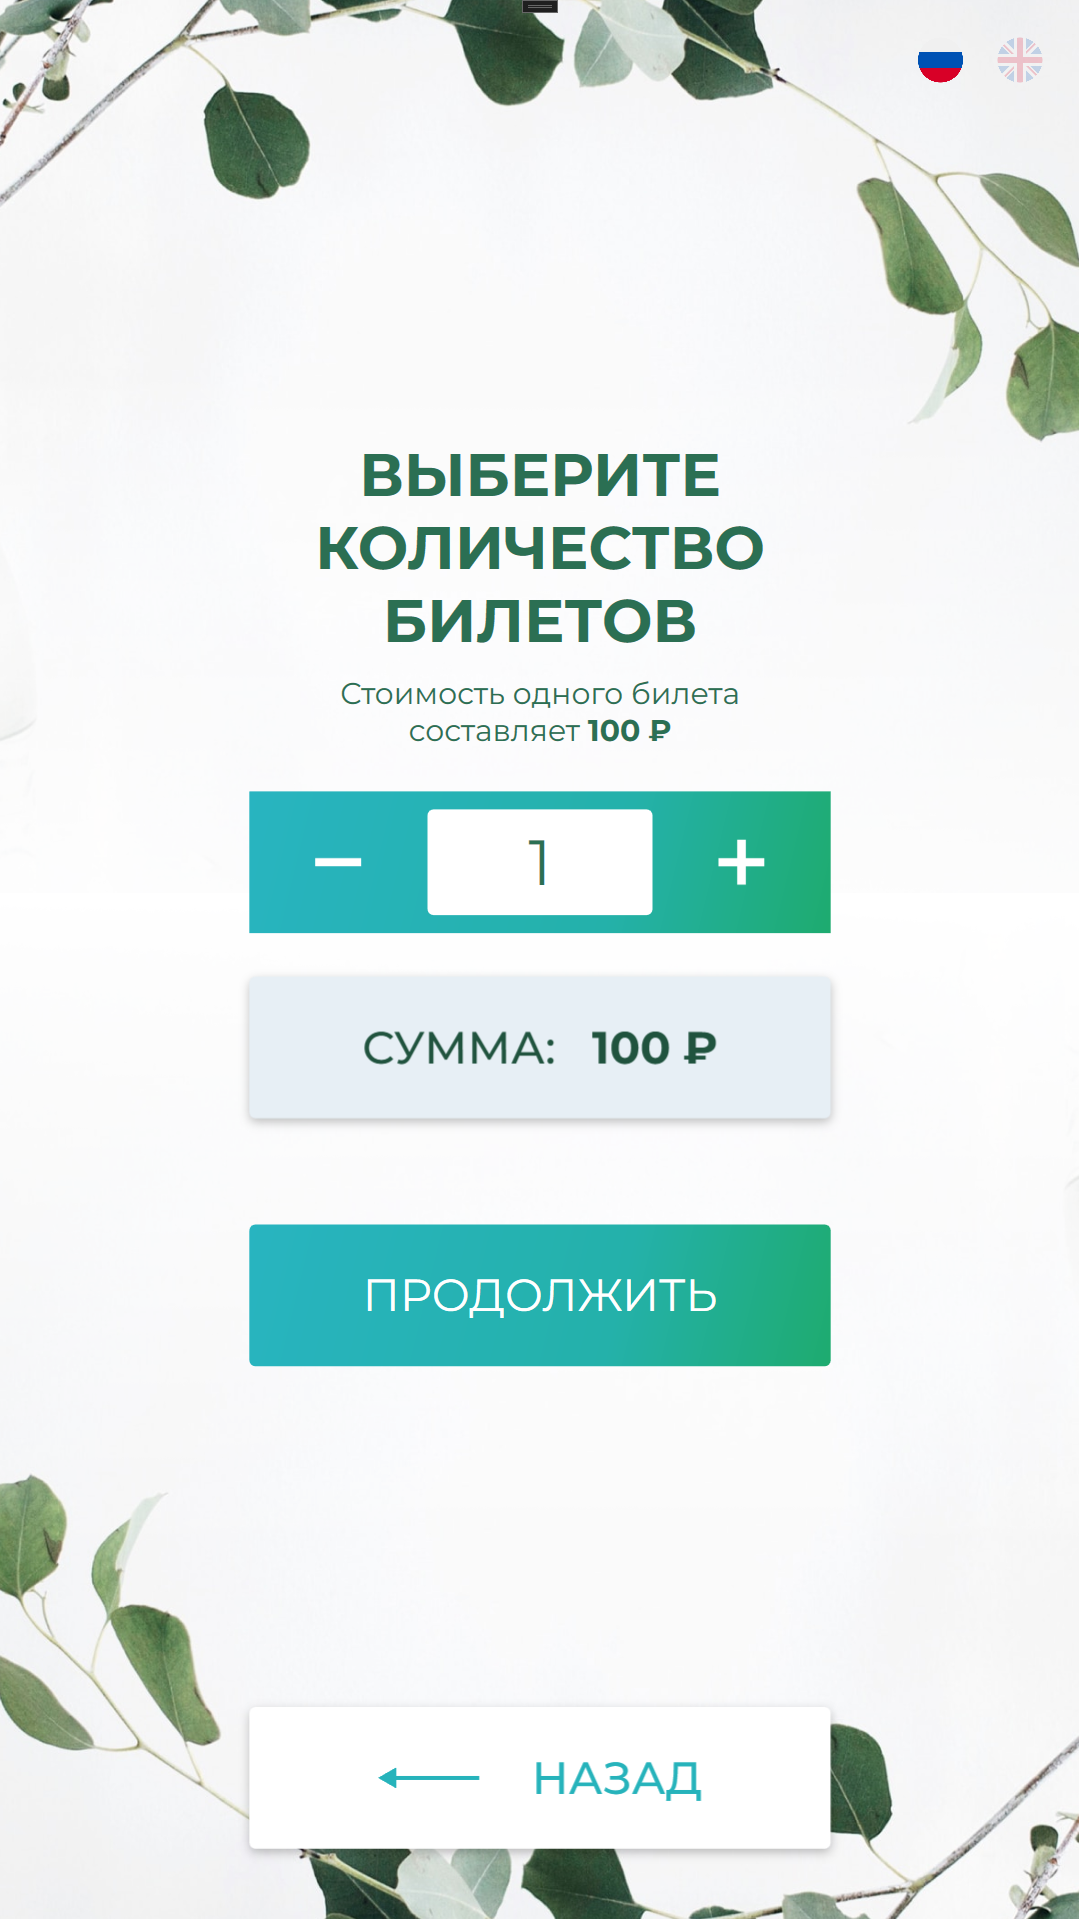 ВЫБЕРИТЕ
КОЛИЧЕСТВО
БИЛЕТОВ
Стоимость одного билета
составляет 100 ₽
− 1 +
СУММА: 100 ₽
ПРОДОЛЖИТЬ
НАЗАД